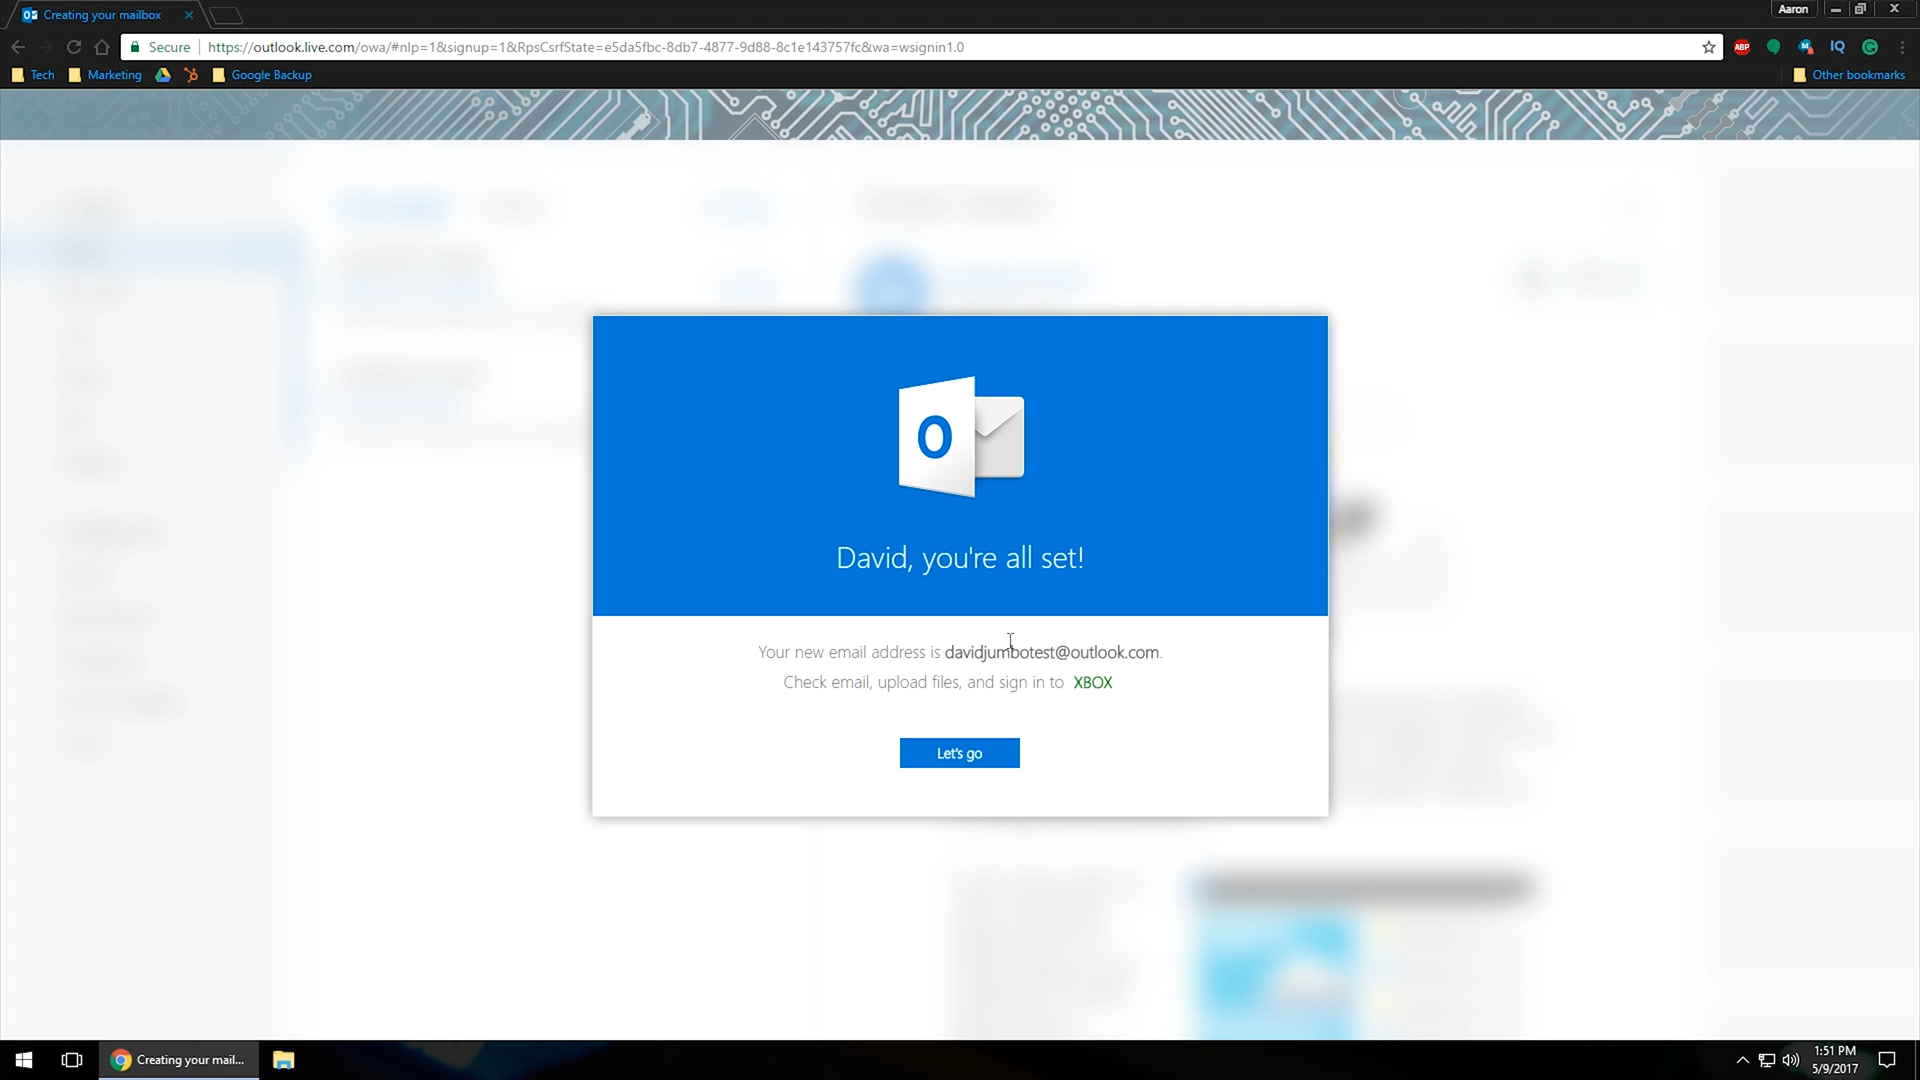 Creating your mailbox
Aaron
Secure
https://outlook.live.com/owa/#nlp=1&signup=1&RpsCsrfState=e5da5fbc-8db7-4877-9d88-8c1e143757fc&wa=wsignin1.0
ABP
IQ
Tech
Marketing
Google Backup
Other bookmarks
O
David, you're all set!
Your new email address is davidjumbotest@outlook.com.
Check email, upload files, and sign in to XBOX
Let's go
Creating your mail...
1:51 PM
5/9/2017